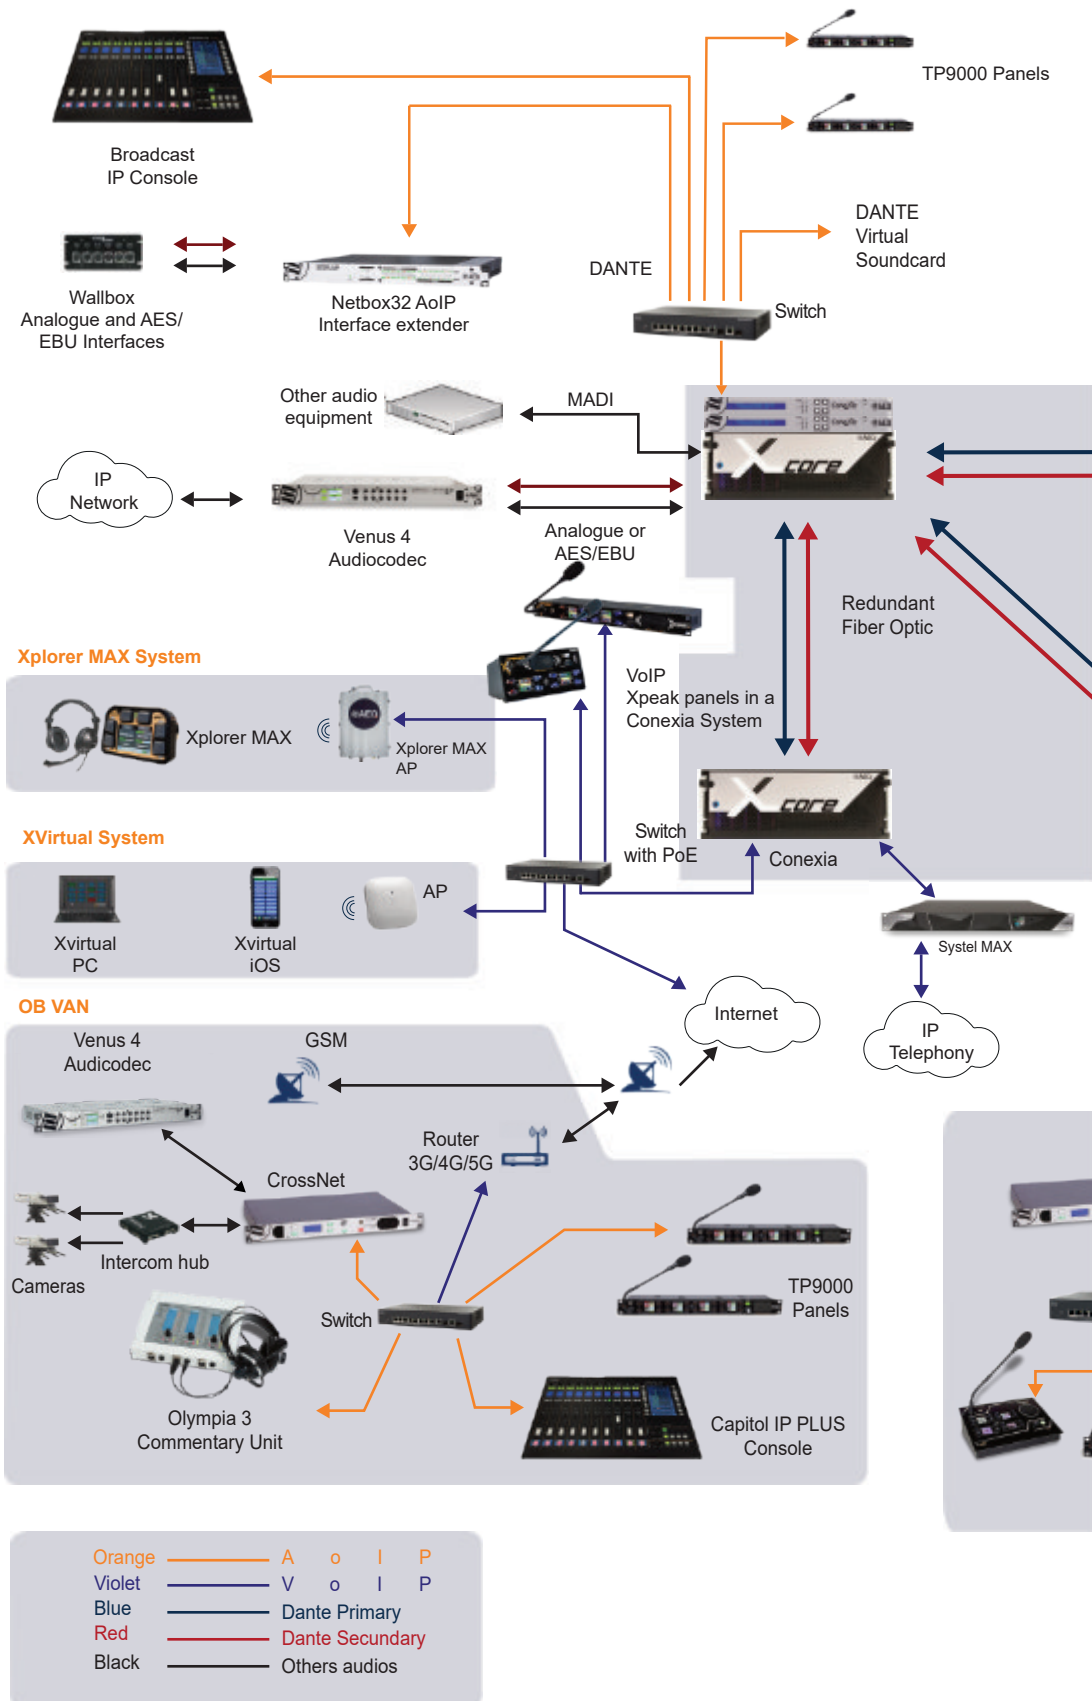 TP9000 Panels
Broadcast
IP Console
DANTE
Virtual
Soundcard
DANTE
Switch
Wallbox
Analogue and AES/
EBU Interfaces
Netbox32 AoIP
Interface extender
Other audio
equipment
MADI
X core
IP
Network
Venus 4
Audiocodec
Analogue or
AES/EBU
Redundant
Fiber Optic
Xplorer MAX System
VoIP
Xpeak panels in a
Conexia System
AEQ
Xplorer MAX
Xplorer MAX
AP
X core
XVirtual System
Switch
with PoE
Conexia
AP
Xvirtual
PC
Xvirtual
iOS
Systel MAX
OB VAN
Internet
IP
Telephony
Venus 4
Audicodec
GSM
Router
3G/4G/5G
CrossNet
Intercom hub
Cameras
TP9000
Panels
Switch
Olympia 3
Commentary Unit
Capitol IP PLUS
Console
Orange A o I P
Violet V o I P
Blue Dante Primary
Red Dante Secundary
Black Others audios